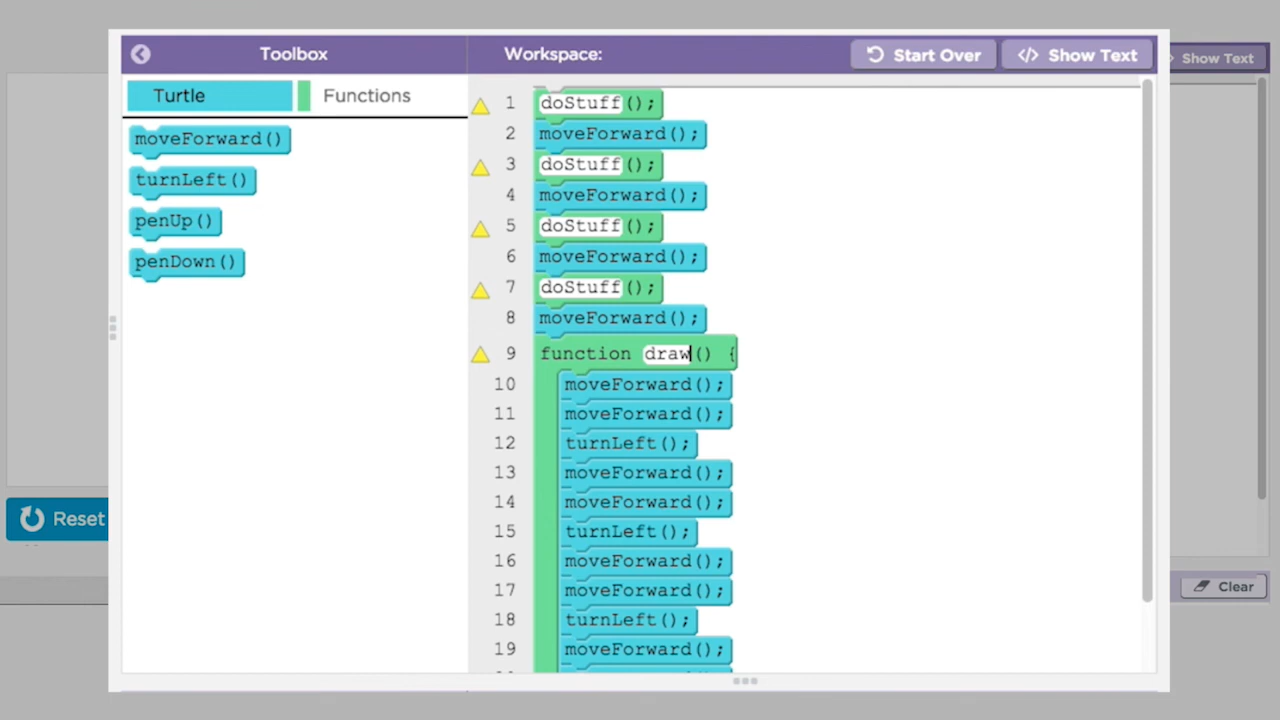 Toolbox
Workspace:
Start Over
</> Show Text
Show Text
Turtle
Functions
moveForward()
turnLeft()
penUp()
penDown()
1 doStuff();
2 moveForward();
3 doStuff();
4 moveForward();
5 doStuff();
6 moveForward();
7 doStuff();
8 moveForward();
9 function draw() {
10 moveForward();
11 moveForward();
12 turnLeft();
13 moveForward();
14 moveForward();
15 turnLeft();
16 moveForward();
17 moveForward();
18 turnLeft();
19 moveForward();
Reset
Clear